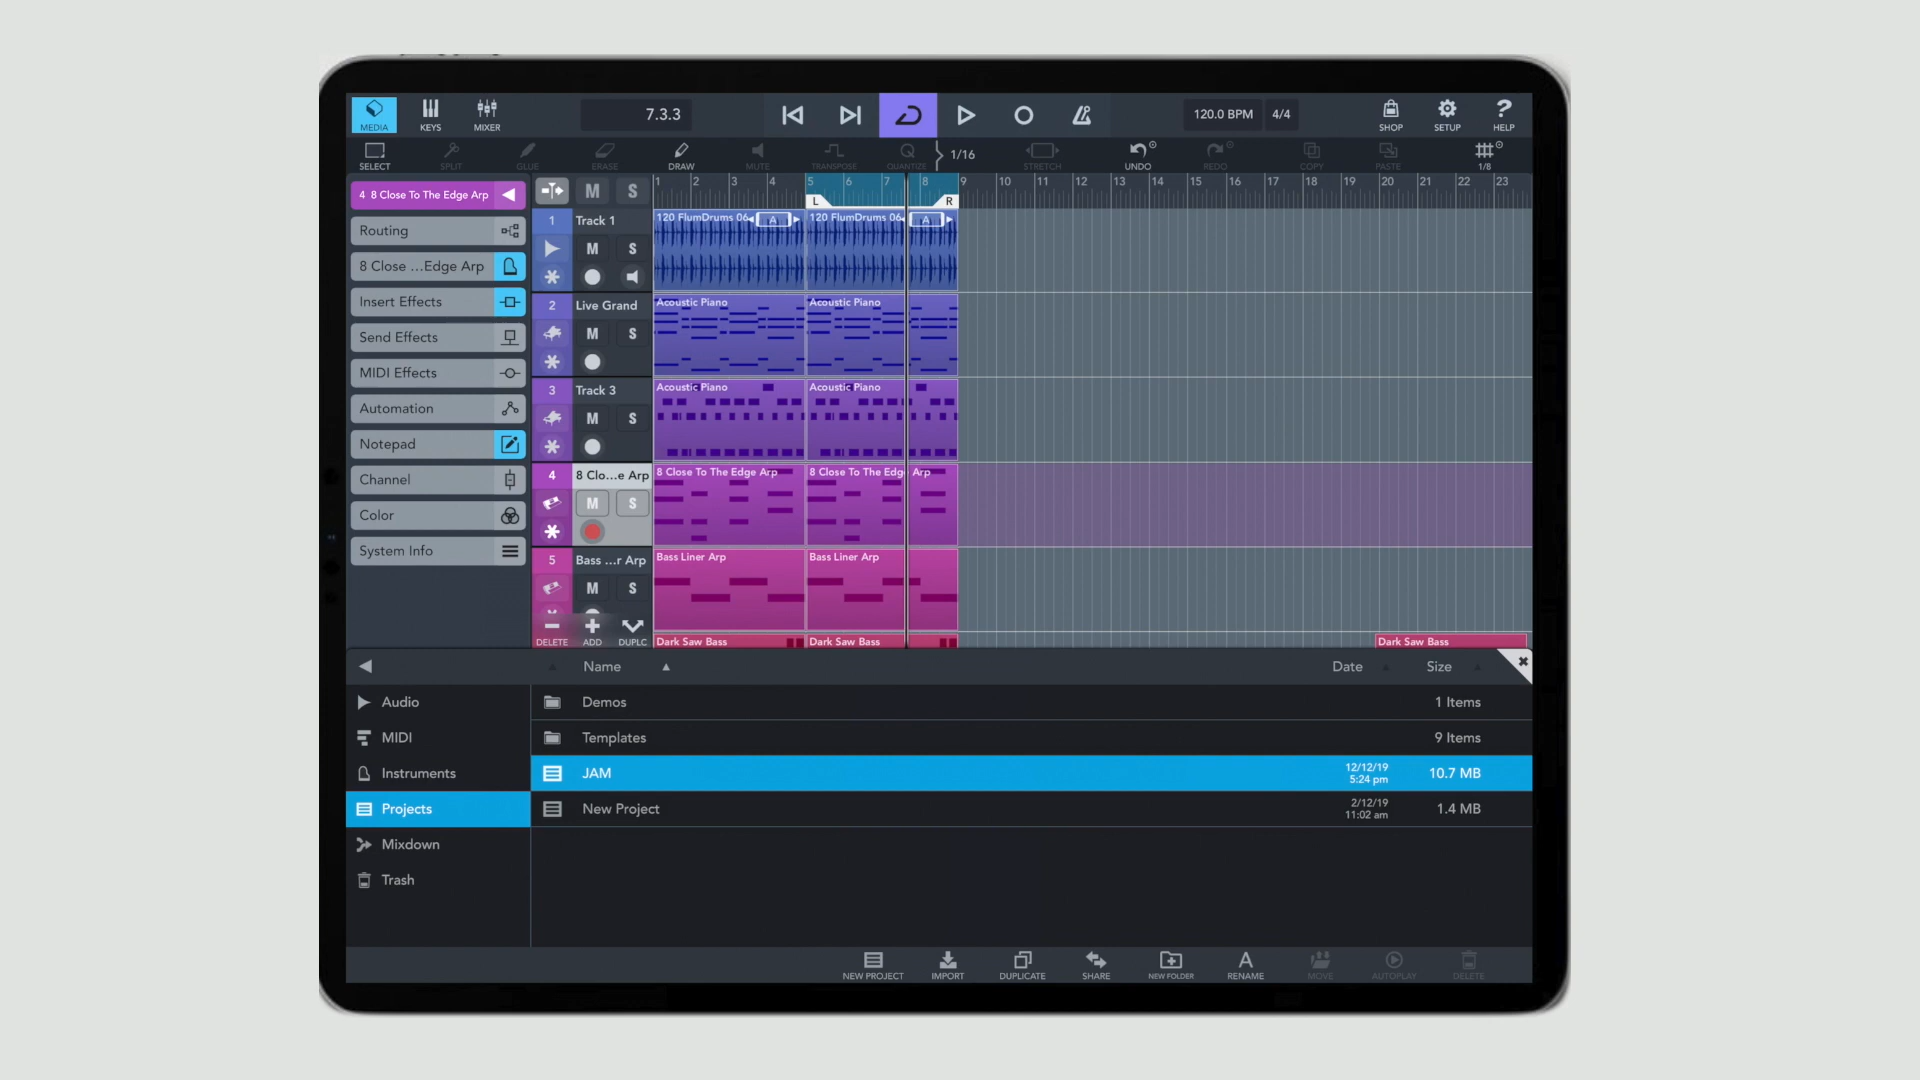 MEDIA KEYS MIXER 7.3.3 120.0 BPM 4/4 SHOP SETUP ? HELP
SELECT SPLIT GLUE ERASE DRAW MUTE TRANSPOSE Q QUANTIZE 1/16 STRETCH UNDO REDO COPY PASTE 1/8
4 8 Close To The Edge Arp
M S
1 2 3 4 5 6 7 8 9 10 11 12 13 14 15 16 17 18 19 20 21 22 23
L R
Routing
8 Close ...Edge Arp
Insert Effects
Send Effects
MIDI Effects
Automation
Notepad
Channel
Color
System Info
1 Track 1 120 FlumDrums 06 A 120 FlumDrums 06 A
M S
2 Live Grand Acoustic Piano Acoustic Piano
M S
3 Track 3 Acoustic Piano Acoustic Piano
M S
4 8 Clo...e Arp 8 Close To The Edge Arp 8 Close To The Edge Arp
M S
5 Bass ...r Arp Bass Liner Arp Bass Liner Arp
M S
DELETE ADD DUPLC Dark Saw Bass Dark Saw Bass Dark Saw Bass
Name Date Size
Audio
MIDI
Instruments
Projects
Mixdown
Trash
Demos 1 Items
Templates 9 Items
JAM 12/12/19 5:24 pm 10.7 MB
New Project 2/12/19 11:02 am 1.4 MB
NEW PROJECT IMPORT DUPLICATE SHARE NEW FOLDER A RENAME MOVE AUTOPLAY DELETE